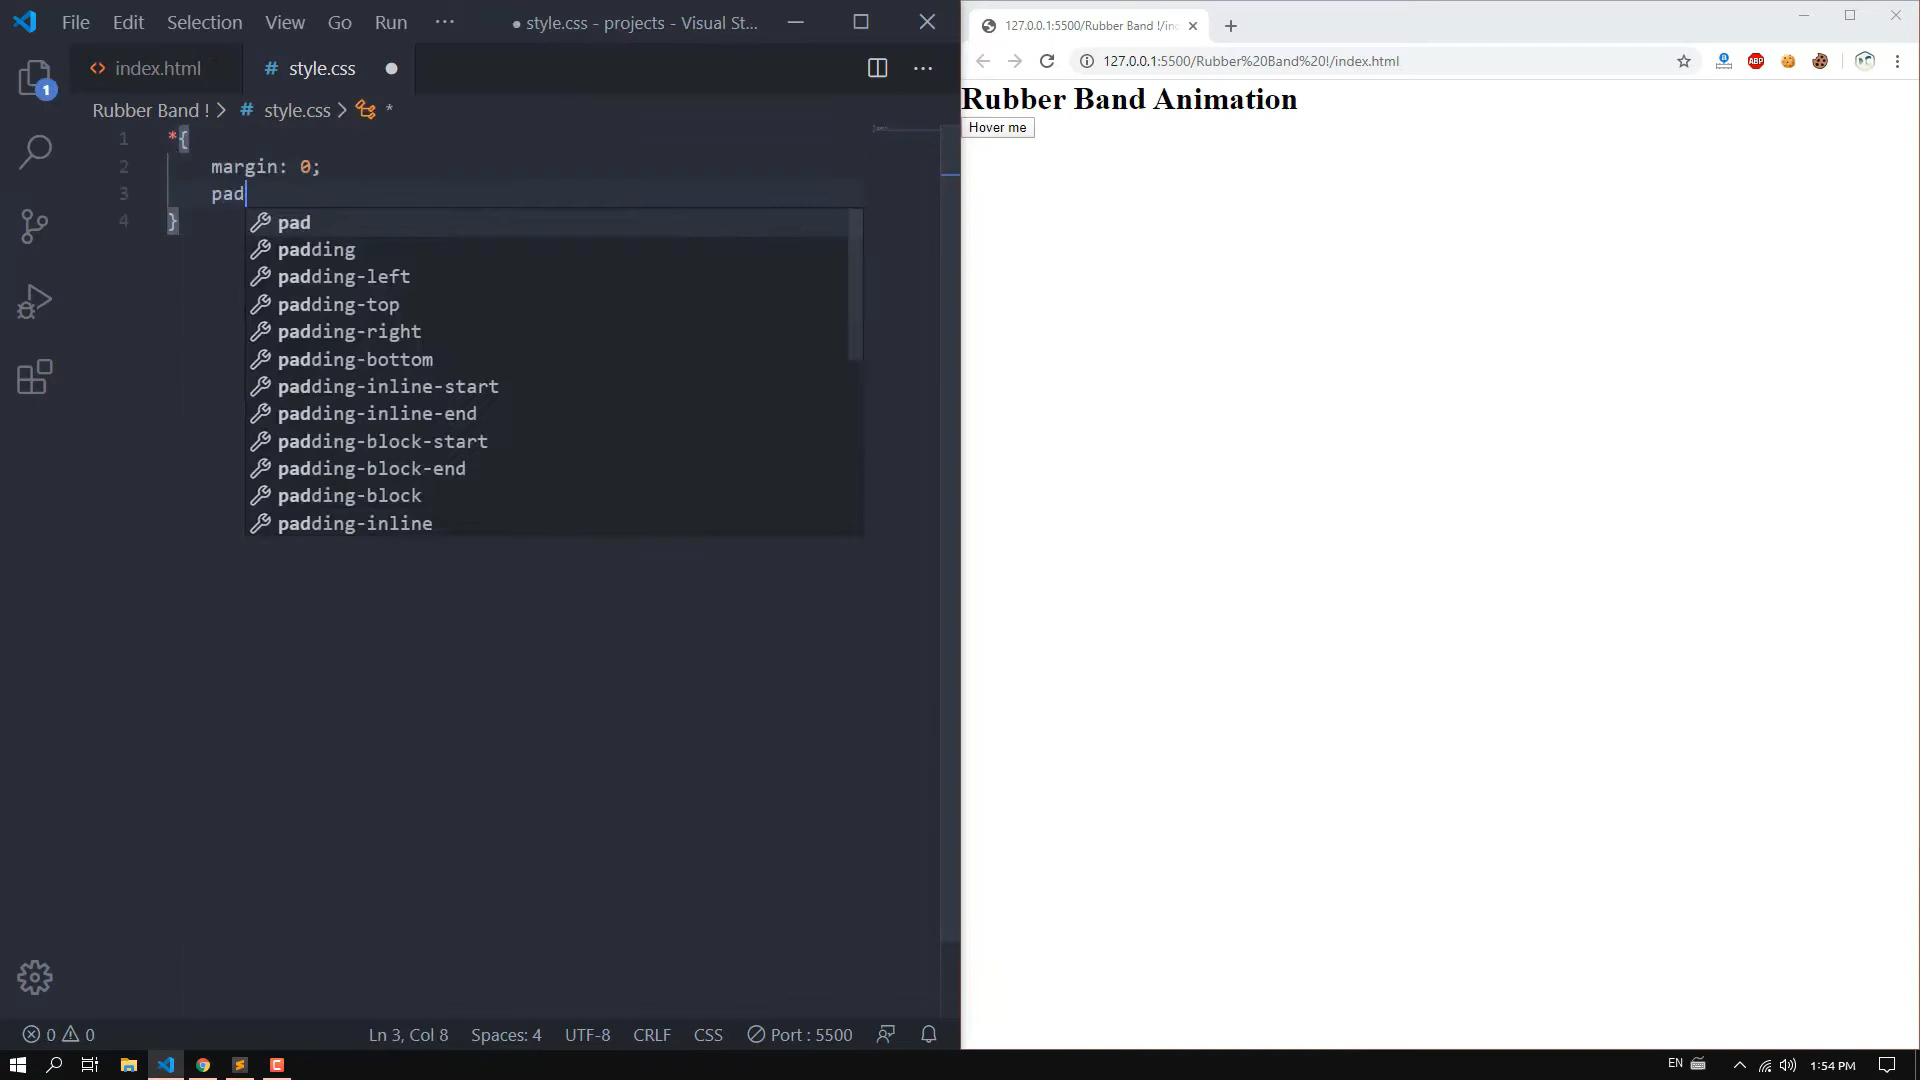 File Edit Selection View Go Run ··· ● style.css - projects - Visual St...
index.html
# style.css ●
Rubber Band ! > # style.css > *
1 *{
2 margin: 0;
3 pad
4 }
pad
padding
padding-left
padding-top
padding-right
padding-bottom
padding-inline-start
padding-inline-end
padding-block-start
padding-block-end
padding-block
padding-inline
1
0 0 Ln 3, Col 8 Spaces: 4 UTF-8 CRLF CSS Port : 5500
127.0.0.1:5500/Rubber Band !/in
127.0.0.1:5500/Rubber%20Band%20!/index.html
ABP
Rubber Band Animation
Hover me
EN 1:54 PM